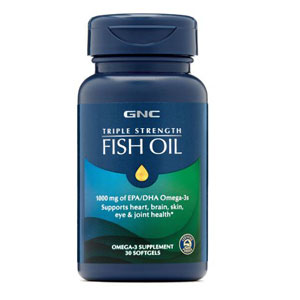 GNC
TRIPLE STRENGTH
FISH OIL
1000 mg of EPA/DHA Omega-3s
Supports heart, brain, skin,
eye & joint health*
OMEGA-3 SUPPLEMENT
30 SOFTGELS